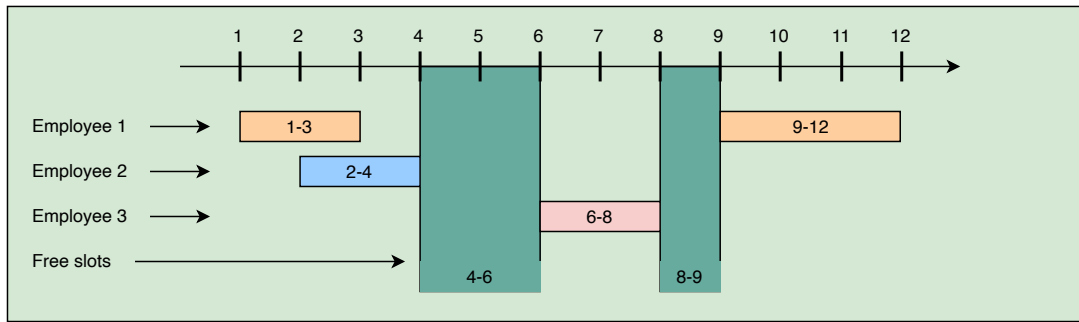 1 2 3 4 5 6 7 8 9 10 11 12
Employee 1 1-3 9-12
Employee 2 2-4
Employee 3 6-8
Free slots
4-6 8-9